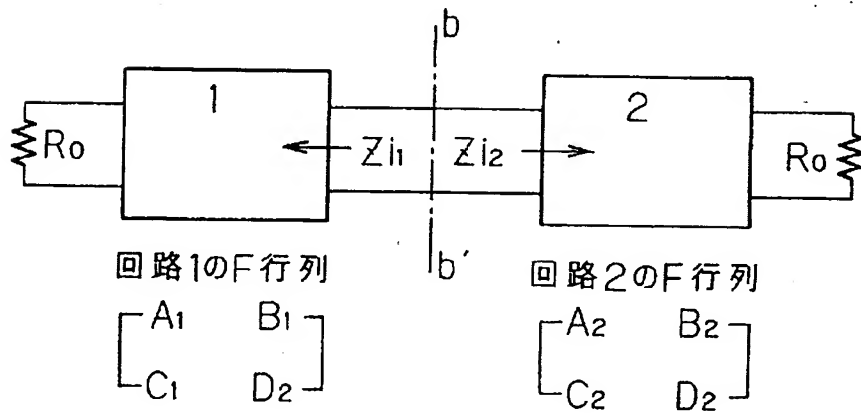 b
1
2
Ro
Zi1
Zi2
Ro
b'
回路1のF行列
回路2のF行列
A1 B1
C1 D2
A2 B2
C2 D2